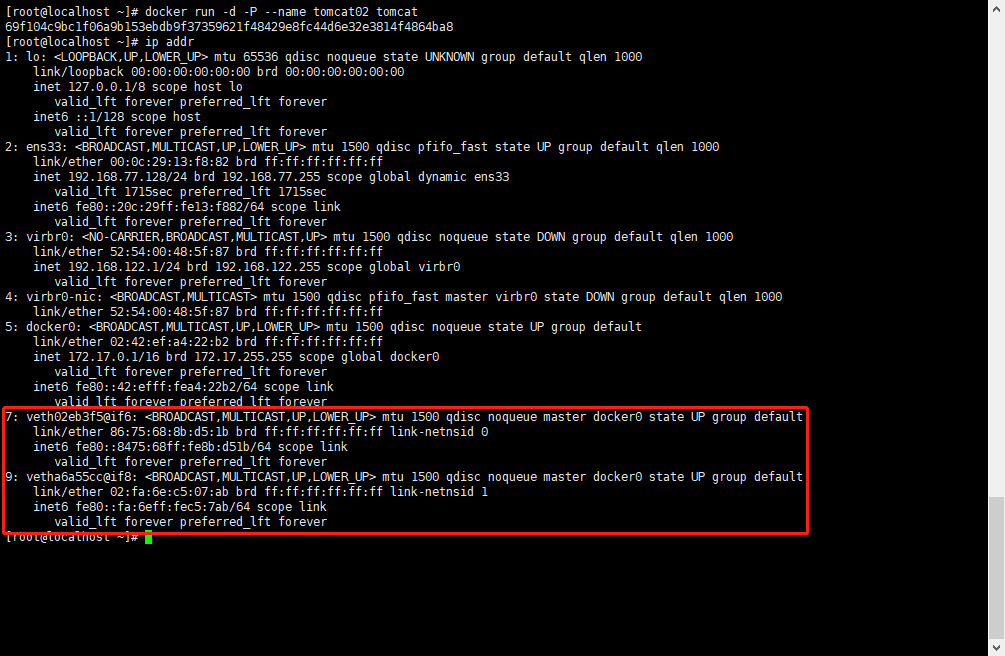 [root@localhost ~]# docker run -d -P --name tomcat02 tomcat
69f104c9bc1f06a9b153ebdb9f37359621f48429e8fc44d6e32e3814f4864ba8
[root@localhost ~]# ip addr
1: lo: <LOOPBACK,UP,LOWER_UP> mtu 65536 qdisc noqueue state UNKNOWN group default qlen 1000
    link/loopback 00:00:00:00:00:00 brd 00:00:00:00:00:00
    inet 127.0.0.1/8 scope host lo
       valid_lft forever preferred_lft forever
    inet6 ::1/128 scope host
       valid_lft forever preferred_lft forever
2: ens33: <BROADCAST,MULTICAST,UP,LOWER_UP> mtu 1500 qdisc pfifo_fast state UP group default qlen 1000
    link/ether 00:0c:29:13:f8:82 brd ff:ff:ff:ff:ff:ff
    inet 192.168.77.128/24 brd 192.168.77.255 scope global dynamic ens33
       valid_lft 1715sec preferred_lft 1715sec
    inet6 fe80::20c:29ff:fe13:f882/64 scope link
       valid_lft forever preferred_lft forever
3: virbr0: <NO-CARRIER,BROADCAST,MULTICAST,UP> mtu 1500 qdisc noqueue state DOWN group default qlen 1000
    link/ether 52:54:00:48:5f:87 brd ff:ff:ff:ff:ff:ff
    inet 192.168.122.1/24 brd 192.168.122.255 scope global virbr0
       valid_lft forever preferred_lft forever
4: virbr0-nic: <BROADCAST,MULTICAST> mtu 1500 qdisc pfifo_fast master virbr0 state DOWN group default qlen 1000
    link/ether 52:54:00:48:5f:87 brd ff:ff:ff:ff:ff:ff
5: docker0: <BROADCAST,MULTICAST,UP,LOWER_UP> mtu 1500 qdisc noqueue state UP group default
    link/ether 02:42:ef:a4:22:b2 brd ff:ff:ff:ff:ff:ff
    inet 172.17.0.1/16 brd 172.17.255.255 scope global docker0
       valid_lft forever preferred_lft forever
    inet6 fe80::42:efff:fea4:22b2/64 scope link
       valid_lft forever preferred_lft forever
7: veth02eb3f5@if6: <BROADCAST,MULTICAST,UP,LOWER_UP> mtu 1500 qdisc noqueue master docker0 state UP group default
    link/ether 86:75:68:8b:d5:1b brd ff:ff:ff:ff:ff:ff link-netnsid 0
    inet6 fe80::8475:68ff:fe8b:d51b/64 scope link
       valid_lft forever preferred_lft forever
9: vetha6a55cc@if8: <BROADCAST,MULTICAST,UP,LOWER_UP> mtu 1500 qdisc noqueue master docker0 state UP group default
    link/ether 02:fa:6e:c5:07:ab brd ff:ff:ff:ff:ff:ff link-netnsid 1
    inet6 fe80::fa:6eff:fec5:7ab/64 scope link
       valid_lft forever preferred_lft forever
[root@localhost ~]#